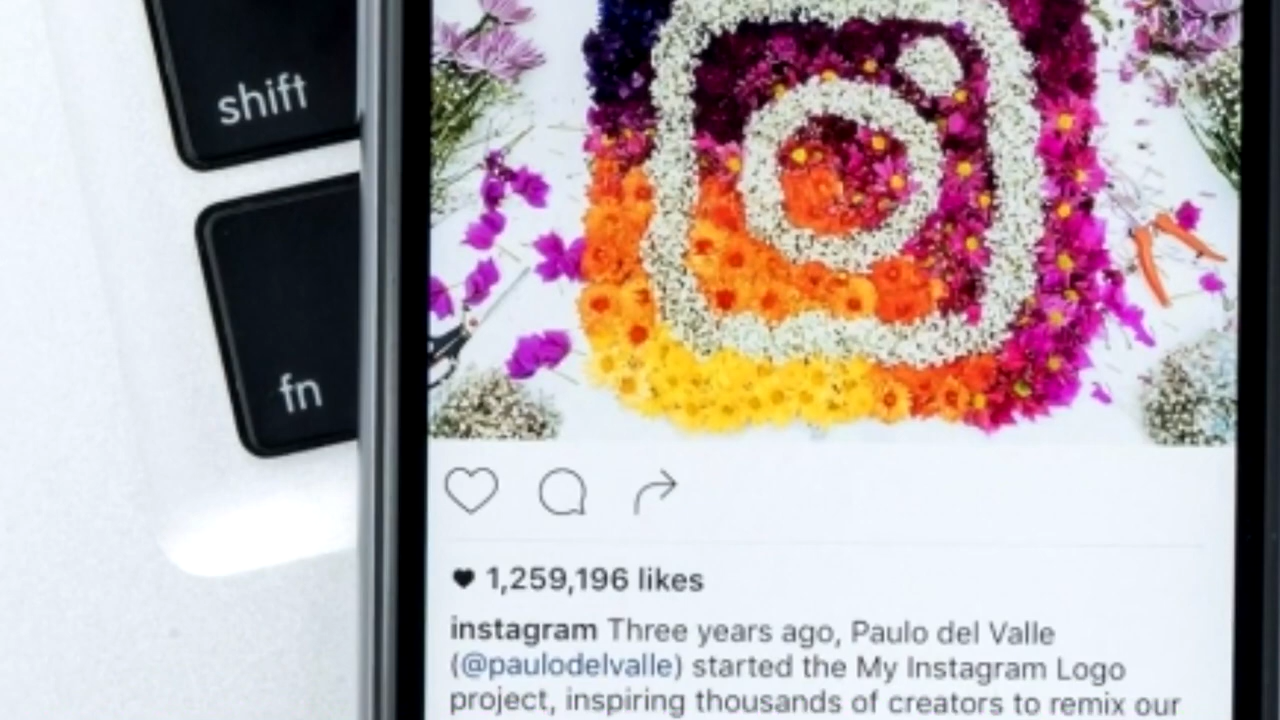 shift
fn
1,259,196 likes
instagram Three years ago, Paulo del Valle
(@paulodelvalle) started the My Instagram Logo
project, inspiring thousands of creators to remix our